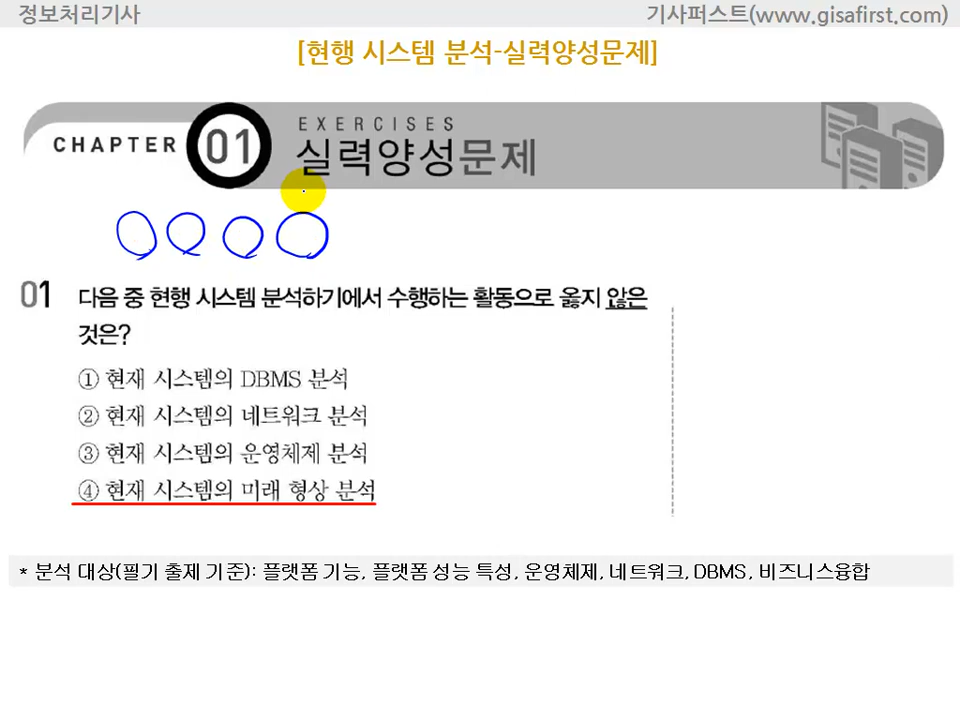 정보처리기사
기사퍼스트(www.gisafirst.com)
[현행 시스템 분석-실력양성문제]
CHAPTER 01
EXERCISES
실력양성문제
01 다음 중 현행 시스템 분석하기에서 수행하는 활동으로 옳지 않은
것은?
① 현재 시스템의 DBMS 분석
② 현재 시스템의 네트워크 분석
③ 현재 시스템의 운영체제 분석
④ 현재 시스템의 미래 형상 분석
* 분석 대상(필기 출제 기준): 플랫폼 기능, 플랫폼 성능 특성, 운영체제, 네트워크, DBMS, 비즈니스융합